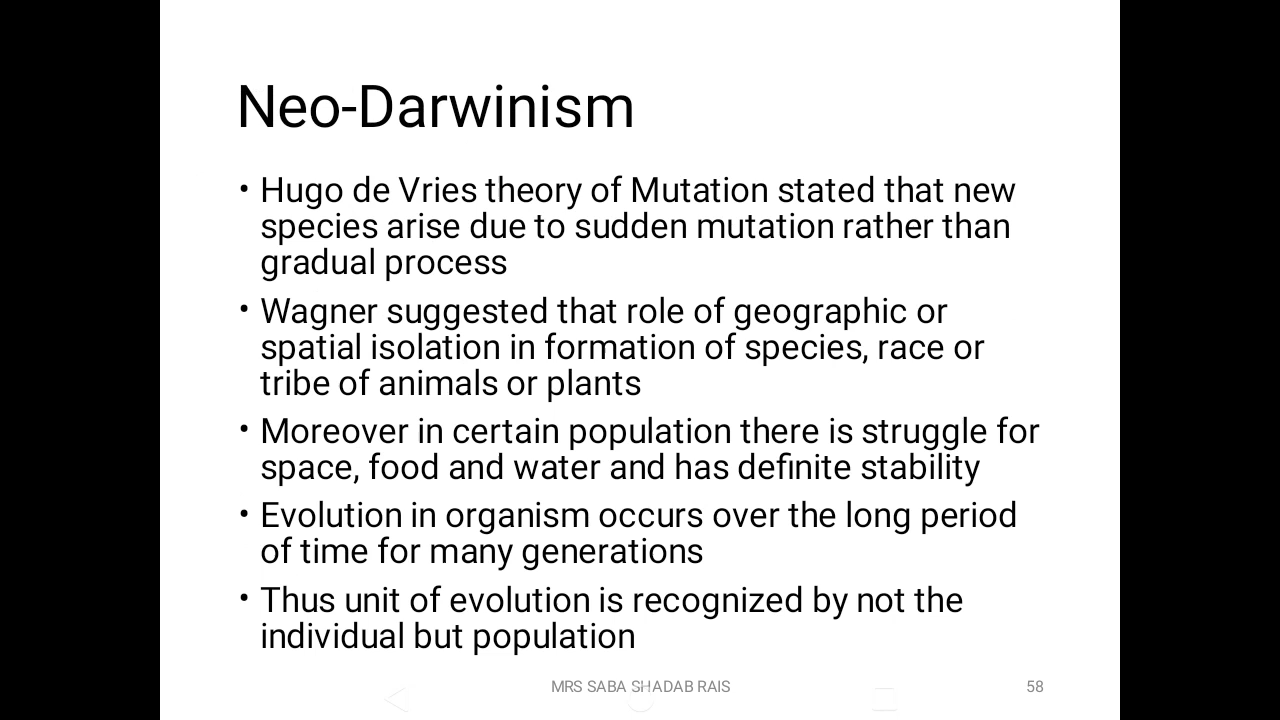 Neo-Darwinism
• Hugo de Vries theory of Mutation stated that new
species arise due to sudden mutation rather than
gradual process
• Wagner suggested that role of geographic or
spatial isolation in formation of species, race or
tribe of animals or plants
• Moreover in certain population there is struggle for
space, food and water and has definite stability
• Evolution in organism occurs over the long period
of time for many generations
• Thus unit of evolution is recognized by not the
individual but population
MRS SABA SHADAB RAIS 58